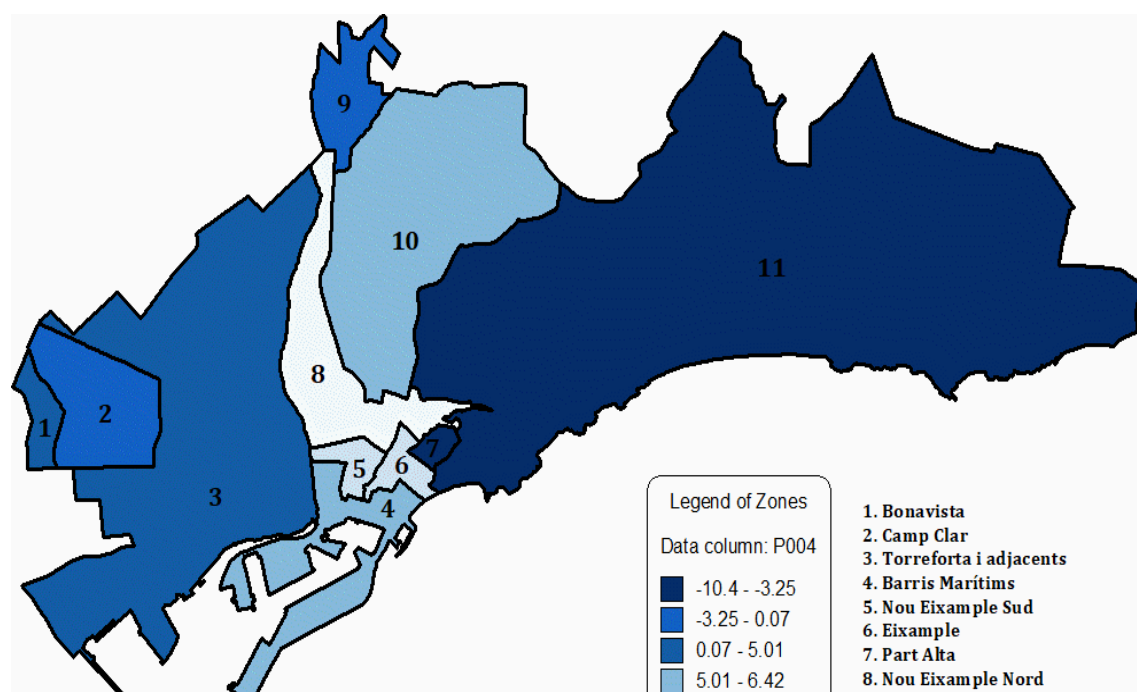 9
10
11
8
2
1
7
5
6
3
4
Legend of Zones
Data column: P004
-10.4 - -3.25
-3.25 - 0.07
0.07 - 5.01
5.01 - 6.42
1. Bonavista
2. Camp Clar
3. Torreforta i adjacents
4. Barris Marítims
5. Nou Eixample Sud
6. Eixample
7. Part Alta
8. Nou Eixample Nord